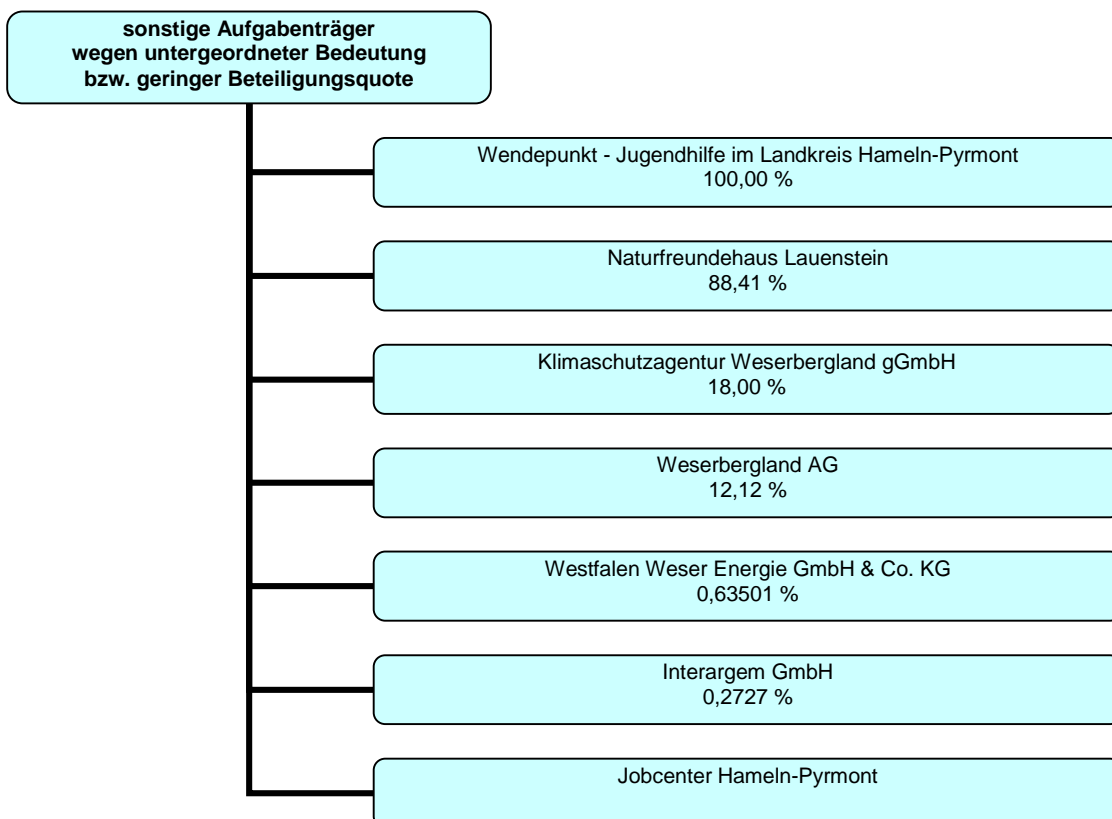 sonstige Aufgabenträger
wegen untergeordneter Bedeutung
bzw. geringer Beteiligungsquote
Wendepunkt - Jugendhilfe im Landkreis Hameln-Pyrmont
100,00 %
Naturfreundehaus Lauenstein
88,41 %
Klimaschutzagentur Weserbergland gGmbH
18,00 %
Weserbergland AG
12,12 %
Westfalen Weser Energie GmbH & Co. KG
0,63501 %
Interargem GmbH
0,2727 %
Jobcenter Hameln-Pyrmont